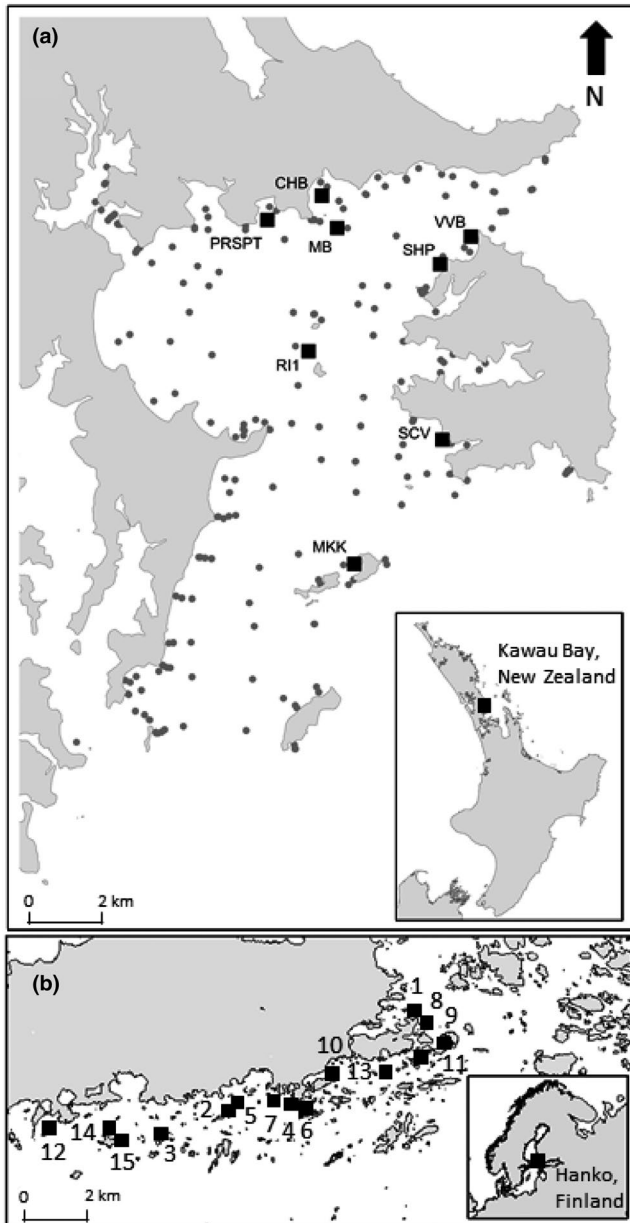 (a)
N
CHB
PRSPT
MB
VVB
SHP
RI1
SCV
MKK
Kawau Bay,
New Zealand
0 2 km
(b)
1
8
9
10
11
13
2
5
7
4
6
12
14
15
3
0 2 km
Hanko,
Finland